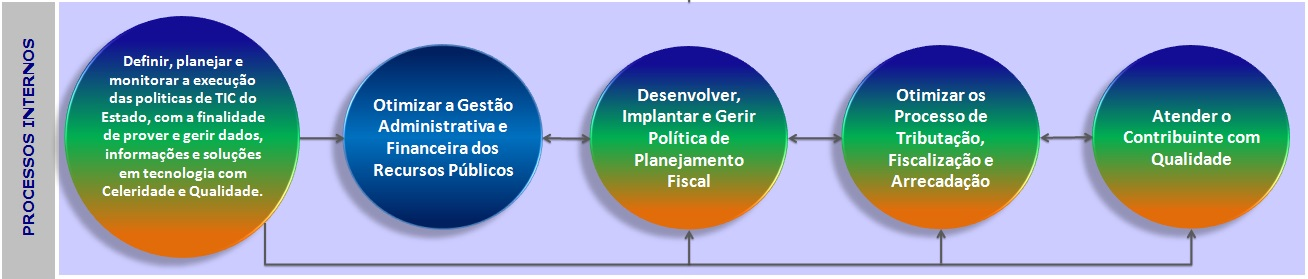 PROCESSOS INTERNOS
Definir, planejar e
monitorar a execução
das politicas de TIC do
Estado, com a finalidade
de prover e gerir dados,
informações e soluções
em tecnologia com
Celeridade e Qualidade.
Otimizar a Gestão
Administrativa e
Financeira dos
Recursos Públicos
Desenvolver,
Implantar e Gerir
Política de
Planejamento
Fiscal
Otimizar os
Processo de
Tributação,
Fiscalização e
Arrecadação
Atender o
Contribuinte com
Qualidade